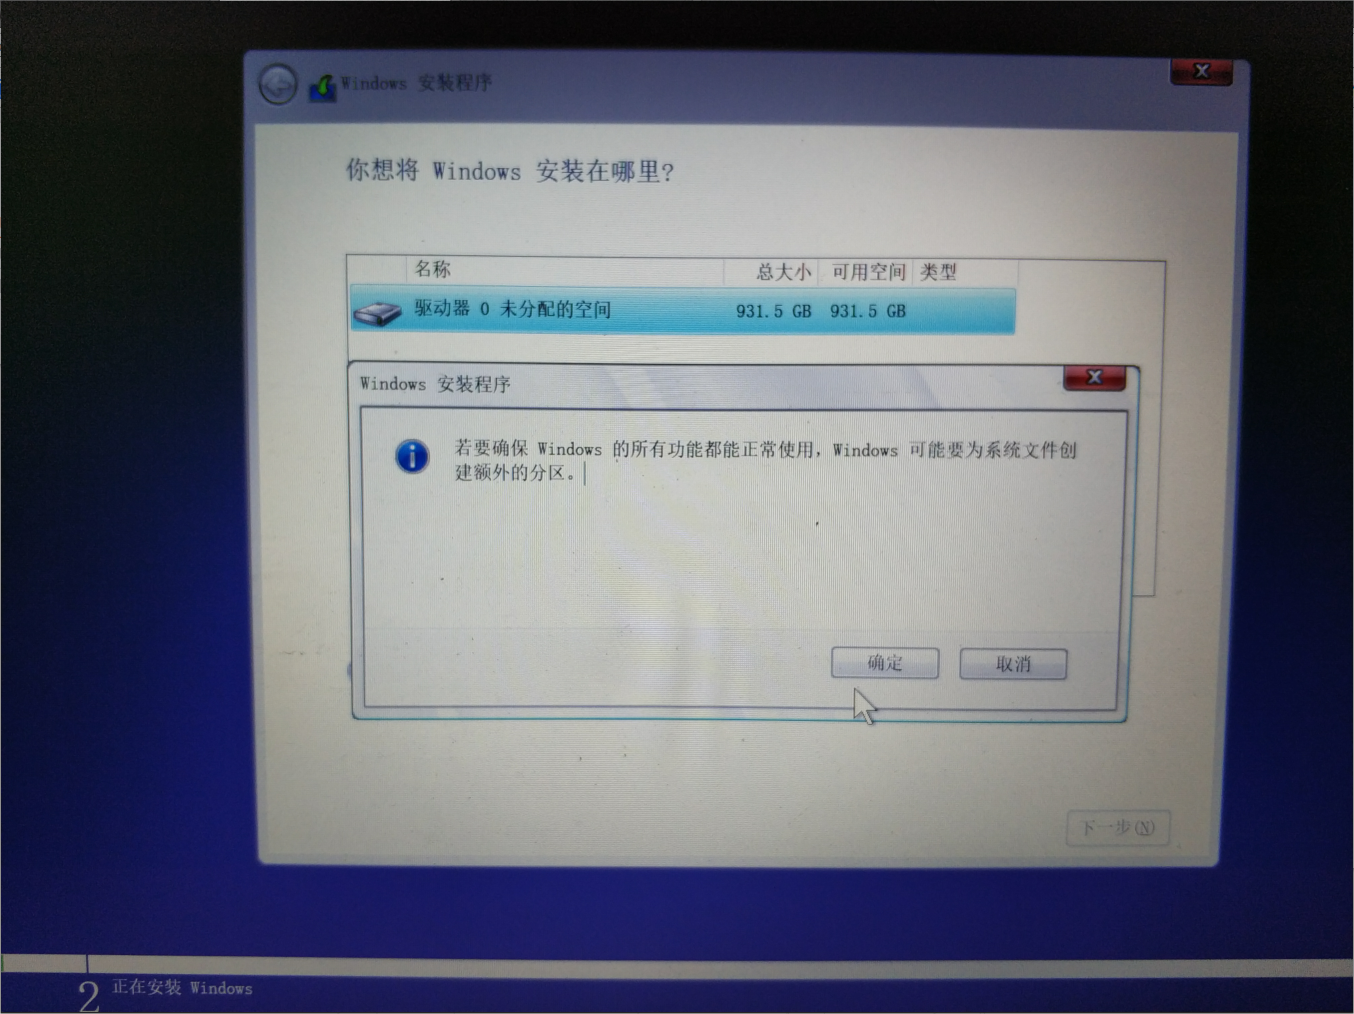 Windows 安装程序
你想将 Windows 安装在哪里?
名称 总大小 可用空间 类型
驱动器 0 未分配的空间 931.5 GB 931.5 GB
Windows 安装程序
若要确保 Windows 的所有功能都能正常使用，Windows 可能要为系统文件创
建额外的分区。
确定 取消
下一步(N)
2 正在安装 Windows